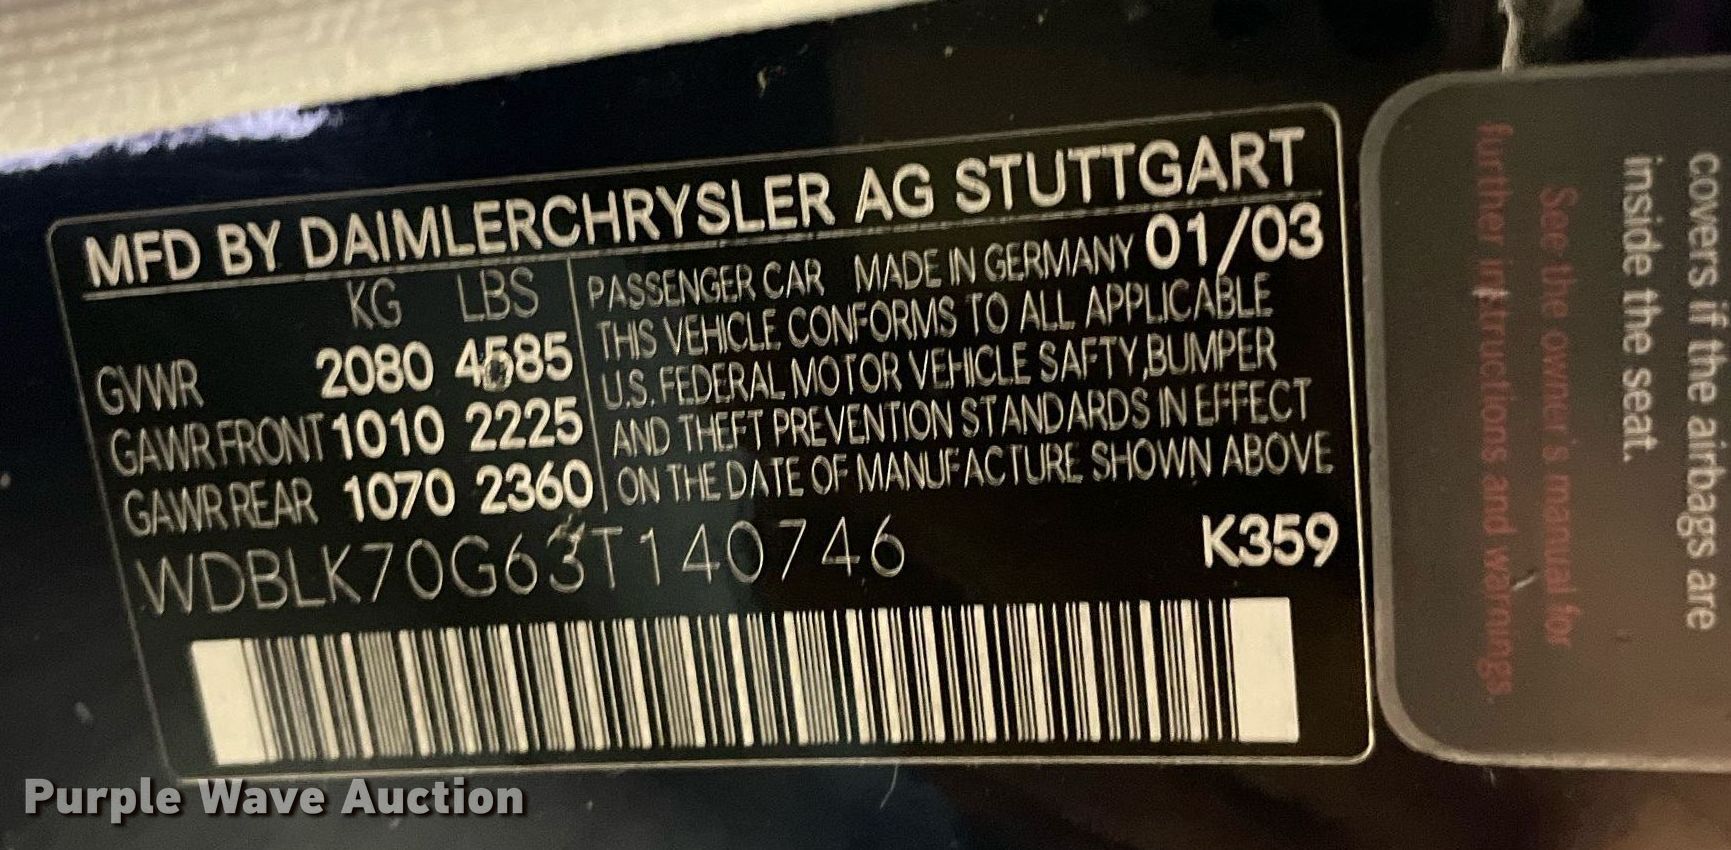 MFD BY DAIMLERCHRYSLER AG STUTTGART
KG LBS
GVWR 2080 4585
GAWR FRONT 1010 2225
GAWR REAR 1070 2360
PASSENGER CAR MADE IN GERMANY 01/03
THIS VEHICLE CONFORMS TO ALL APPLICABLE
U.S. FEDERAL MOTOR VEHICLE SAFTY,BUMPER
AND THEFT PREVENTION STANDARDS IN EFFECT
ON THE DATE OF MANUFACTURE SHOWN ABOVE
WDBLK70G63T140746
K359
covers if the airbags are
inside the seat.
See the owner's manual for
further instructions and warnings
Purple Wave Auction